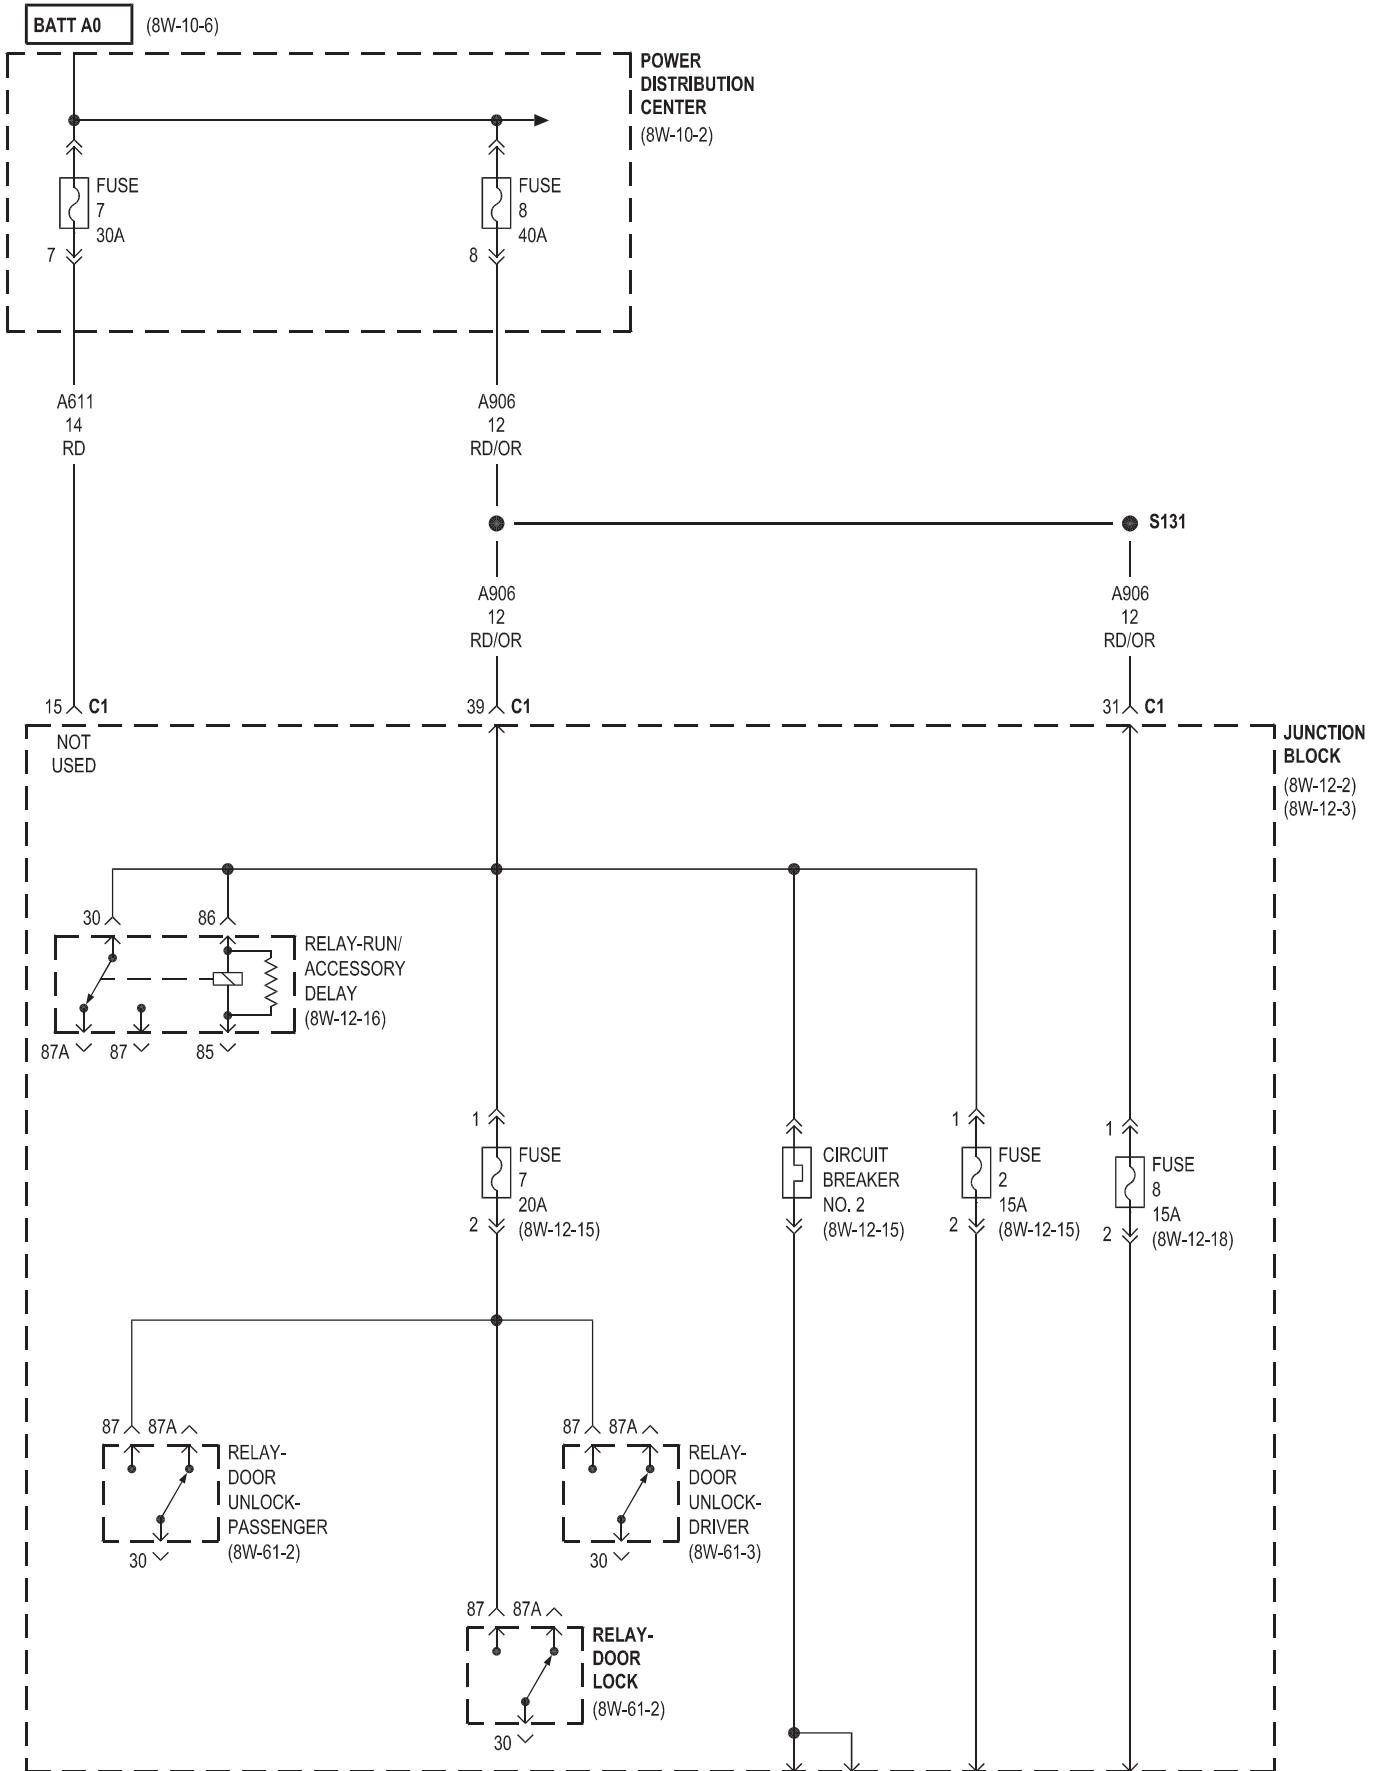 BATT A0
(8W-10-6)
POWER
DISTRIBUTION
CENTER
(8W-10-2)
FUSE
7
30A
7
FUSE
8
40A
8
A611
14
RD
A906
12
RD/OR
S131
A906
12
RD/OR
A906
12
RD/OR
15 C1
39 C1
31 C1
NOT
USED
JUNCTION
BLOCK
(8W-12-2)
(8W-12-3)
30
86
RELAY-RUN/
ACCESSORY
DELAY
(8W-12-16)
87A
87
85
1
FUSE
7
20A
(8W-12-15)
2
CIRCUIT
BREAKER
NO. 2
(8W-12-15)
1
FUSE
2
15A
(8W-12-15)
2
1
FUSE
8
15A
(8W-12-18)
2
87 87A
RELAY-
DOOR
UNLOCK-
PASSENGER
(8W-61-2)
30
87 87A
RELAY-
DOOR
UNLOCK-
DRIVER
(8W-61-3)
30
87 87A
RELAY-
DOOR
LOCK
(8W-61-2)
30